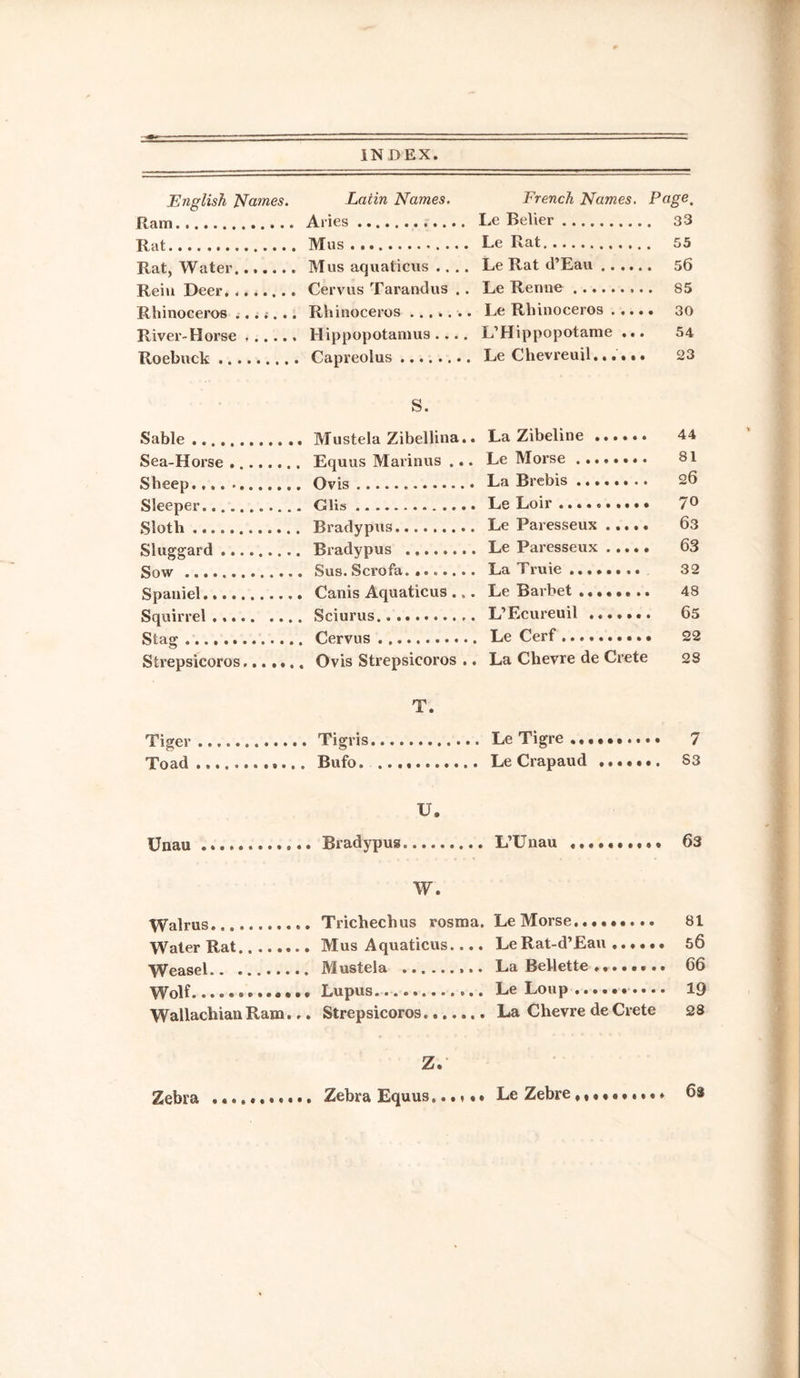 INDEX.
English Names. Latin Names. French Names. Page.
Ram.............. Aries............. Le Belier........... 33
Rat............... Mus............... Le Rat............. 55
Rat, Water....... Mus aquaticus.... Le Rat d'Eau...... 56
Rein Deer........ Cervus Tarandus.. Le Renne.......... 85
Rhinoceros....... Rhinoceros........ Le Rhinoceros..... 30
River-Horse...... Hippopotamus.... L'Hippopotame... 54
Roebuck......... Capreolus......... Le Chevreuil...... 23
S.
Sable............. Mustela Zibellina.. La Zibeline...... 44
Sea-Horse........ Equus Marinus... Le Morse........ 81
Sheep............ Ovis.............. La Brebis........ 26
Sleeper........... Glis.............. Le Loir.......... 70
Sloth............. Bradypus......... Le Paresseux..... 63
Sluggard......... Bradypus........ Le Paresseux..... 63
Sow.............. Sus. Scrofa........ La Truie......... 32
Spaniel........... Canis Aquaticus... Le Barbet........ 48
Squirrel.......... Sciurus............ L'Ecureuil....... 65
Stag.............. Cervus............ Le Cerf.......... 22
Strepsicoros....... Ovis Strepsicoros.. La Chevre de Crete 28
T.
Tiger............. Tigris............. Le Tigre.......... 7
Toad............. Bufo.............. Le Crapaud....... 83
U.
Unau............. Bradypus......... L'Unau.......... 63
W.
Walrus............ Trichechus rosma. Le Morse......... 81
Water Rat........ Mus Aquaticus.... Le Rat-d'Eau...... 56
Weasel............ Mustela.......... La Bellette........ 66
Wolf.............. Lupus............. Le Loup.......... 19
Wallachian Ram... Strepsicoros....... La Chevre de Crete 28
Z.
Zebra............ Zebra Equus...... Le Zebre..........